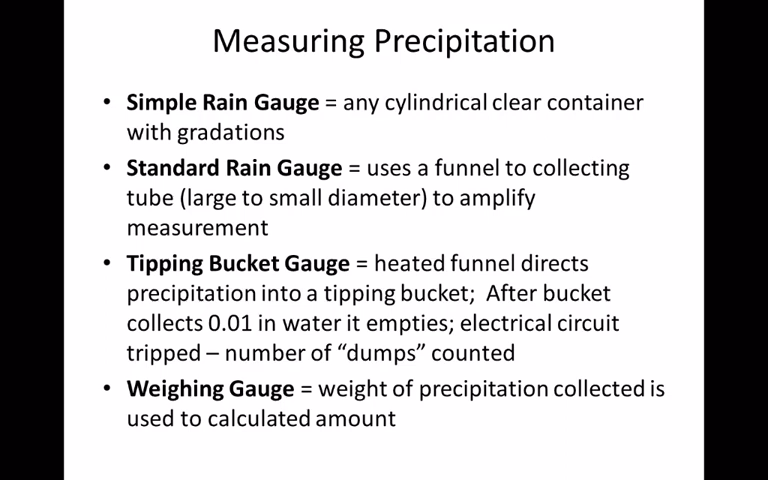 Measuring Precipitation
• Simple Rain Gauge = any cylindrical clear container
with gradations
• Standard Rain Gauge = uses a funnel to collecting
tube (large to small diameter) to amplify
measurement
• Tipping Bucket Gauge = heated funnel directs
precipitation into a tipping bucket;  After bucket
collects 0.01 in water it empties; electrical circuit
tripped – number of “dumps” counted
• Weighing Gauge = weight of precipitation collected is
used to calculated amount